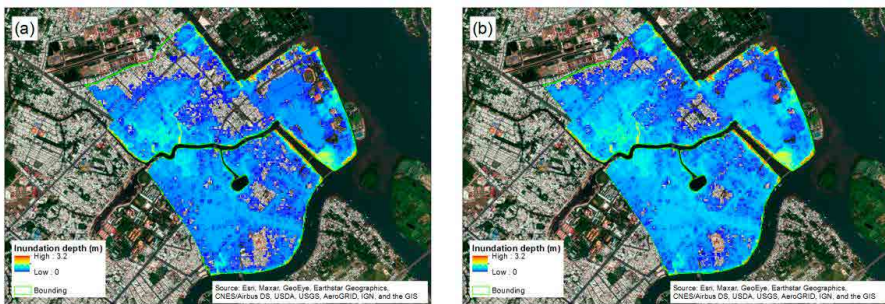 (a)
Inundation depth (m)
High : 3.2
Low : 0
Bounding
Source: Esri, Maxar, GeoEye, Earthstar Geographics,
CNES/Airbus DS, USDA, USGS, AeroGRID, IGN, and the GIS
(b)
Inundation depth (m)
High : 3.2
Low : 0
Bounding
Source: Esri, Maxar, GeoEye, Earthstar Geographics,
CNES/Airbus DS, USDA, USGS, AeroGRID, IGN, and the GIS